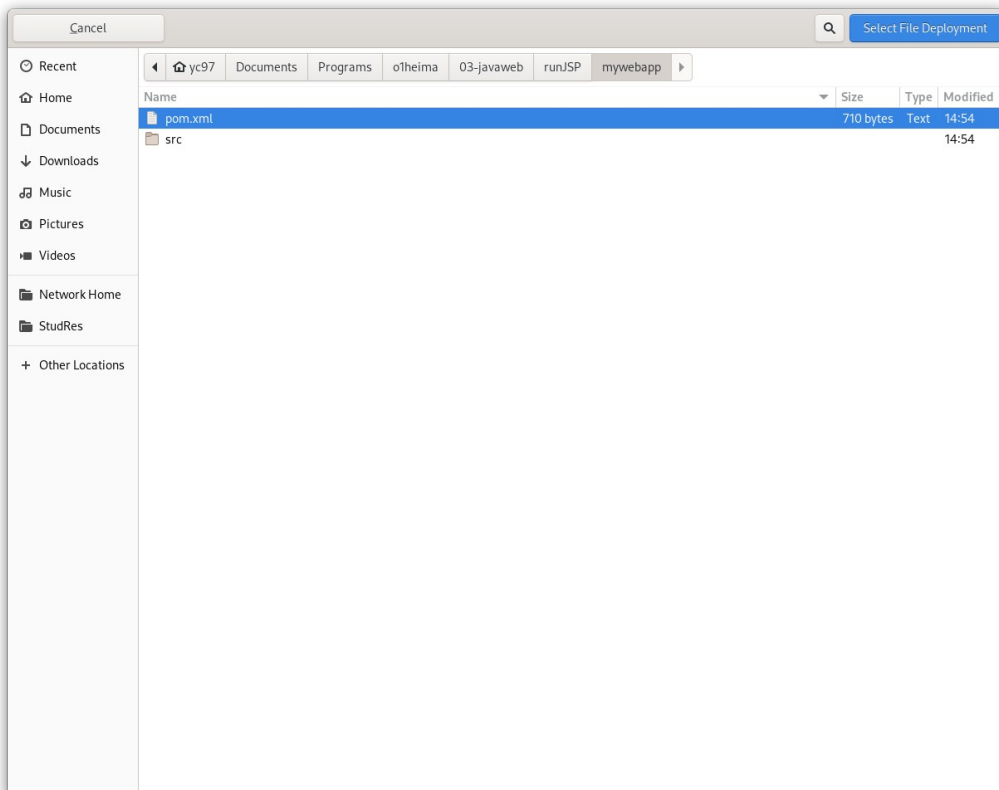 Cancel
Select File Deployment
Recent
Home
Documents
Downloads
Music
Pictures
Videos
Network Home
StudRes
+ Other Locations
yc97 Documents Programs o1heima 03-javaweb runJSP mywebapp
Name Size Type Modified
pom.xml 710 bytes Text 14:54
src 14:54